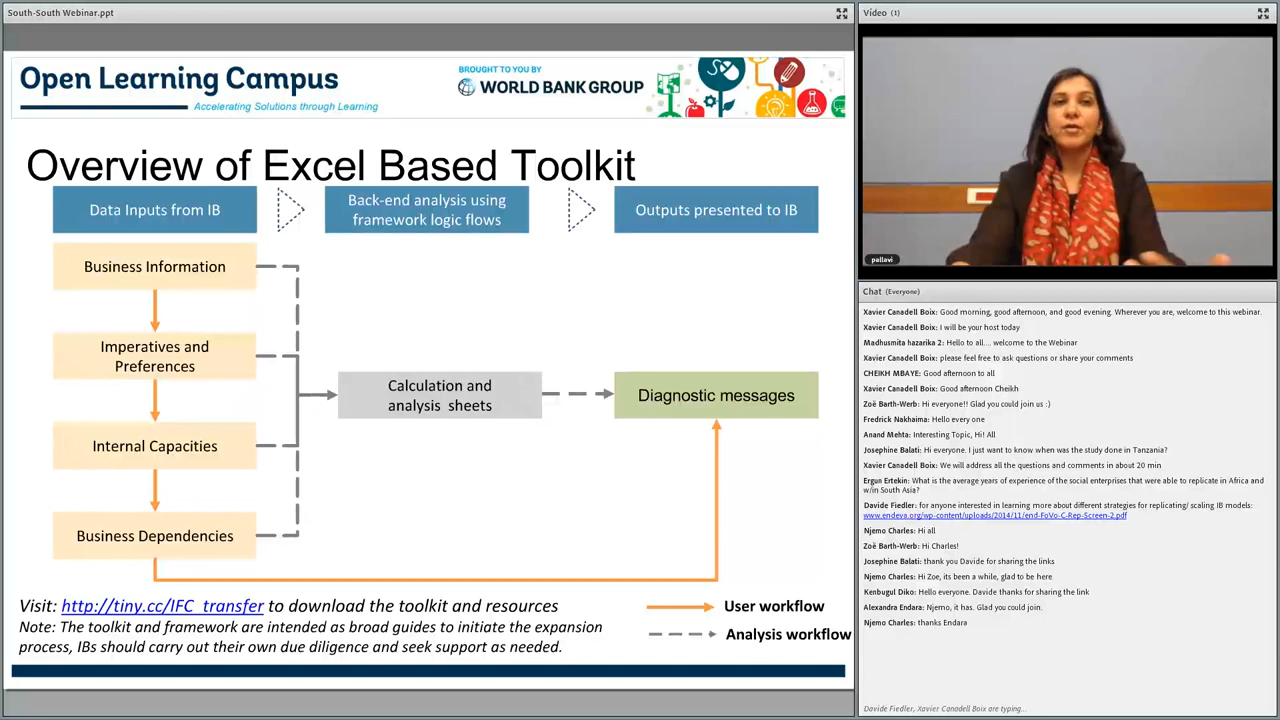 South-South Webinar.ppt
Open Learning Campus
Accelerating Solutions through Learning
BROUGHT TO YOU BY
WORLD BANK GROUP
Overview of Excel Based Toolkit
Data Inputs from IB
Back-end analysis using
framework logic flows
Outputs presented to IB
Business Information
Imperatives and
Preferences
Internal Capacities
Business Dependencies
Calculation and
analysis sheets
Diagnostic messages
Visit: http://tiny.cc/IFC_transfer to download the toolkit and resources
Note: The toolkit and framework are intended as broad guides to initiate the expansion
process, IBs should carry out their own due diligence and seek support as needed.
User workflow
Analysis workflow
Vídeo (1)
pallavi
Chat (Everyone)
Xavier Canadell Boix: Good morning, good afternoon, and good evening. Wherever you are, welcome to this webinar.
Xavier Canadell Boix: I will be your host today
Madhusmita hazarika 2: Hello to all.... welcome to the Webinar
Xavier Canadell Boix: please feel free to ask questions or share your comments
CHEIKH MBAYE: Good afternoon to all
Xavier Canadell Boix: Good afternoon Cheikh
Zoë Barth-Werb: Hi everyone!! Glad you could join us :)
Fredrick Nakhaima: Hello every one
Anand Mehta: Interesting Topic, Hi! All
Josephine Balati: Hi everyone. I just want to know when was the study done in Tanzania?
Xavier Canadell Boix: We will address all the questions and comments in about 20 min
Ergun Ertekin: What is the average years of experience of the social enterprises that were able to replicate in Africa and
w/in South Asia?
Davide Fiedler: for anyone interested in learning more about different strategies for replicating/ scaling IB models:
www.endeva.org/wp-content/uploads/2014/11/end-FoVo-C-Rep-Screen-2.pdf
Njemo Charles: Hi all
Zoë Barth-Werb: Hi Charles!
Josephine Balati: thank you Davide for sharing the links
Njemo Charles: Hi Zoe, its been a while, glad to be here
Kenbugul Diko: Hello everyone. Davide thanks for sharing the link
Alexandra Endara: Njemo, it has. Glad you could join.
Njemo Charles: thanks Endara
Davide Fiedler, Xavier Canadell Boix are typing...